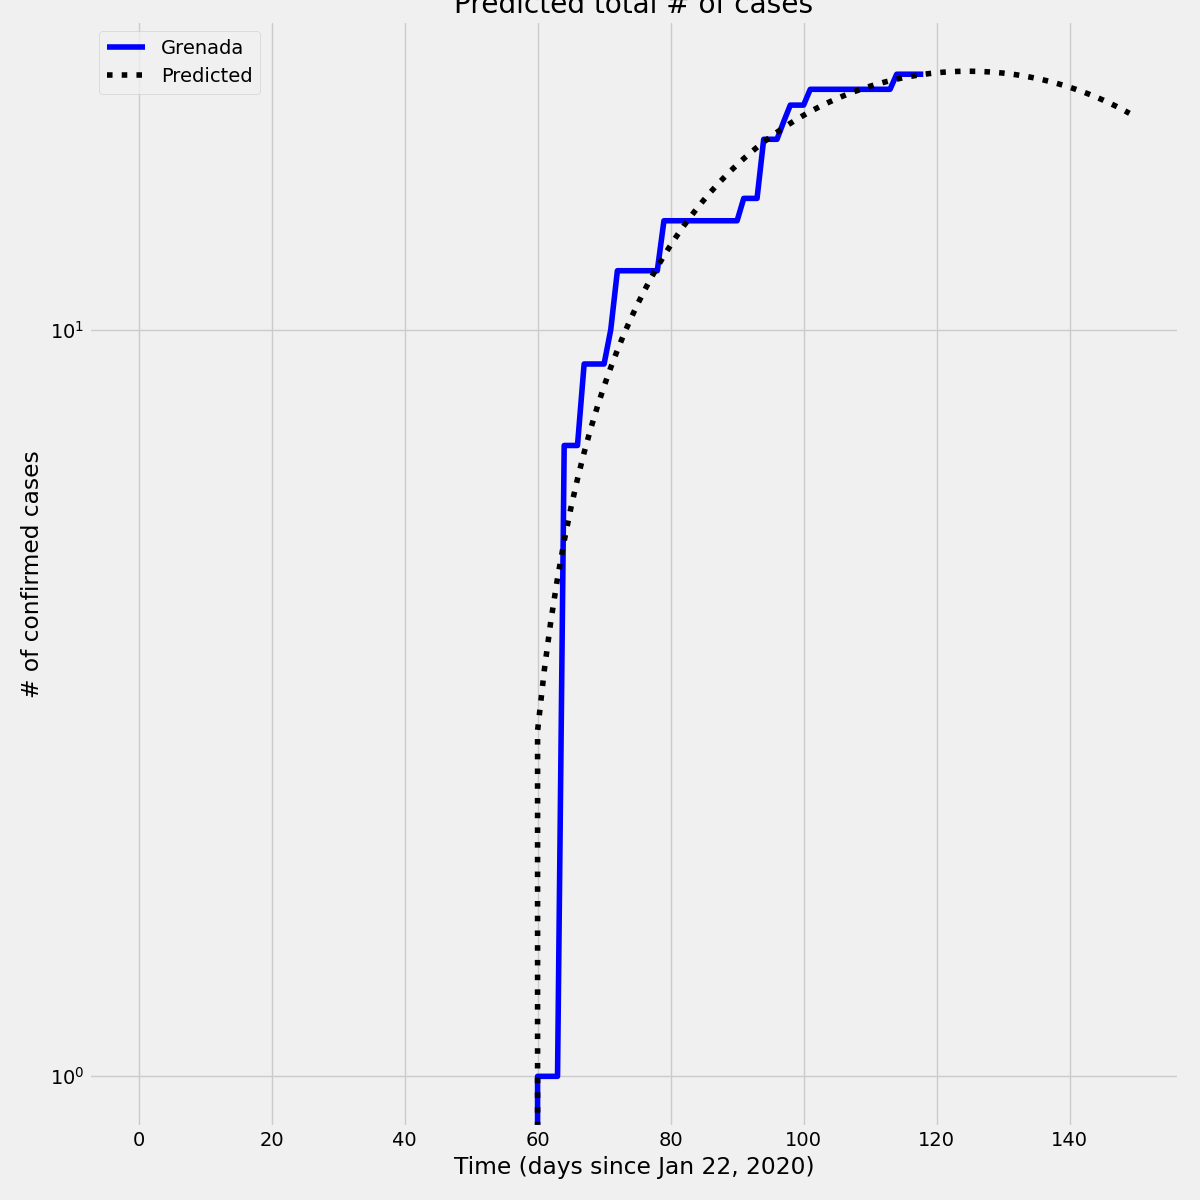 Predicted total # of cases
Grenada
Predicted
10¹
10⁰
# of confirmed cases
0 20 40 60 80 100 120 140
Time (days since Jan 22, 2020)